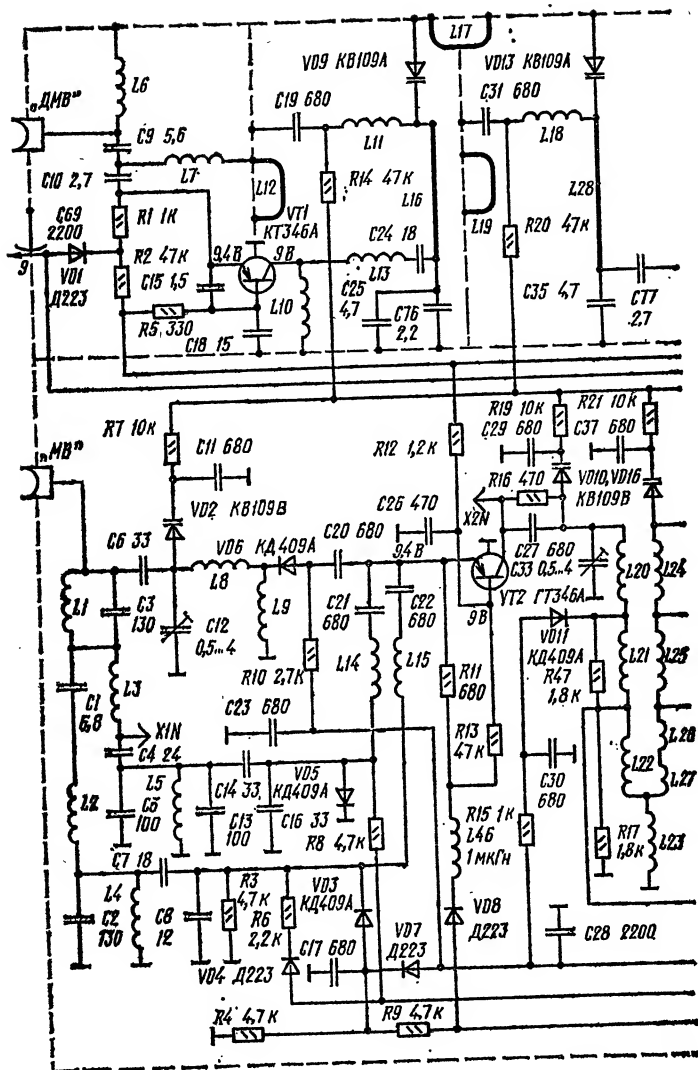 L17
VD9 КВ109А
VD13 КВ109А
L6
„ДМВ"
C19 680
C31 680
C9 5,6
L11
L18
C10 2,7
L7
L12
R14 47к
L16
L28
C69
2200
R1 1к
VT1
КТ346А
L19
R20 47к
R2 47к
9,4В
9В
C24 18
9
VD1
Д223
C15 1,5
L13
L10
C25
4,7
C76
2,2
C35 4,7
C77
2,7
R5 330
C18 15
R7 10к
C11 680
R12 1,2к
R19 10к
C29 680
R21 10к
C37 680
„МВ"
R16 470
VD10, VD16
КВ109В
VD2 КВ109В
C26 470
X2N
C6 33
VD6 КД409А
C20 680
9,4В
C27 680
C33 0,5...4
L8
L20
L24
L1
C3
130
L9
C21
680
C22
680
VT2 ГТ346А
C12
0,5...4
9В
VD11
КД409А
L14
L15
R11
680
L21
L25
L3
R10 2,7к
R47
1,8к
C1
6,8
X1N
C23 680
R13
47к
L26
C4 24
L22
L27
L2
L5
C14 33
VD5
КД409А
C30
680
C5
100
C13
100
C16 33
R8 4,7к
R15 1к
L46
1мкГн
R17
1,8к
L23
C7 18
L4
C2
130
C8
12
R3
4,7к
R6
2,2к
VD3
КД409А
VD7
Д223
VD8
Д223
VD4 Д223
C17 680
C28 2200
R4 4,7к
R9 4,7к